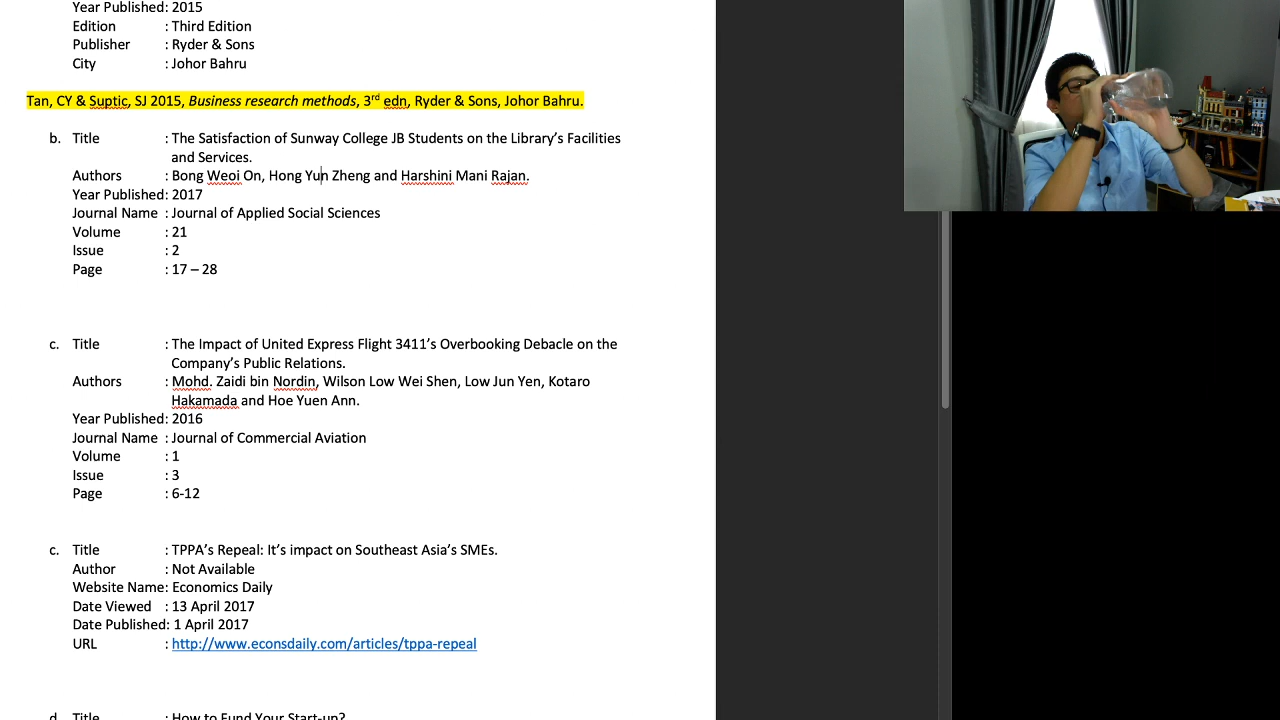 Year Published: 2015
Edition : Third Edition
Publisher : Ryder & Sons
City : Johor Bahru
Tan, CY & Suptic, SJ 2015, Business research methods, 3rd edn, Ryder & Sons, Johor Bahru.
b. Title : The Satisfaction of Sunway College JB Students on the Library's Facilities
and Services.
Authors : Bong Weoi On, Hong Yun Zheng and Harshini Mani Rajan.
Year Published: 2017
Journal Name : Journal of Applied Social Sciences
Volume : 21
Issue : 2
Page : 17 – 28
c. Title : The Impact of United Express Flight 3411's Overbooking Debacle on the
Company's Public Relations.
Authors : Mohd. Zaidi bin Nordin, Wilson Low Wei Shen, Low Jun Yen, Kotaro
Hakamada and Hoe Yuen Ann.
Year Published: 2016
Journal Name : Journal of Commercial Aviation
Volume : 1
Issue : 3
Page : 6-12
c. Title : TPPA's Repeal: It's impact on Southeast Asia's SMEs.
Author : Not Available
Website Name: Economics Daily
Date Viewed : 13 April 2017
Date Published: 1 April 2017
URL : http://www.econsdaily.com/articles/tppa-repeal
d. Title : How to Fund Your Start-up?